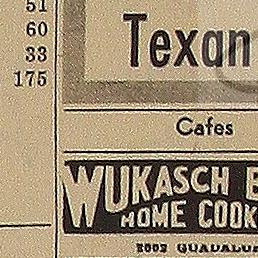 51
60
33
175
Texan
Cafes
WUKASCH B
HOME COOK
2002 GUADALU